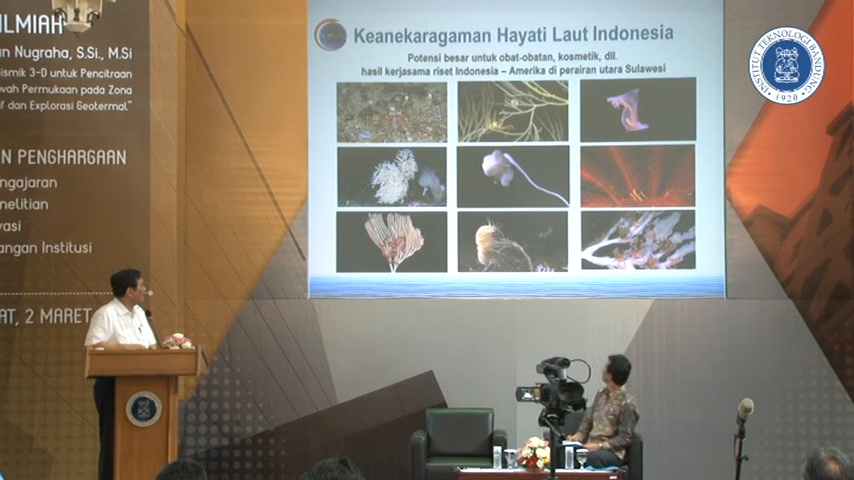 ILMIAH
an Nugraha, S.Si., M.Si
eismik 3-D untuk Pencitraan
wah Permukaan pada Zona
if dan Explorasi Geotermal"
N PENGHARGAAN
ngajaran
nelitian
vasi
angan Institusi
AT, 2 MARET
Keanekaragaman Hayati Laut Indonesia
Potensi besar untuk obat-obatan, kosmetik, dll.
hasil kerjasama riset Indonesia – Amerika di perairan utara Sulawesi
INSTITUT TEKNOLOGI BANDUNG
1920